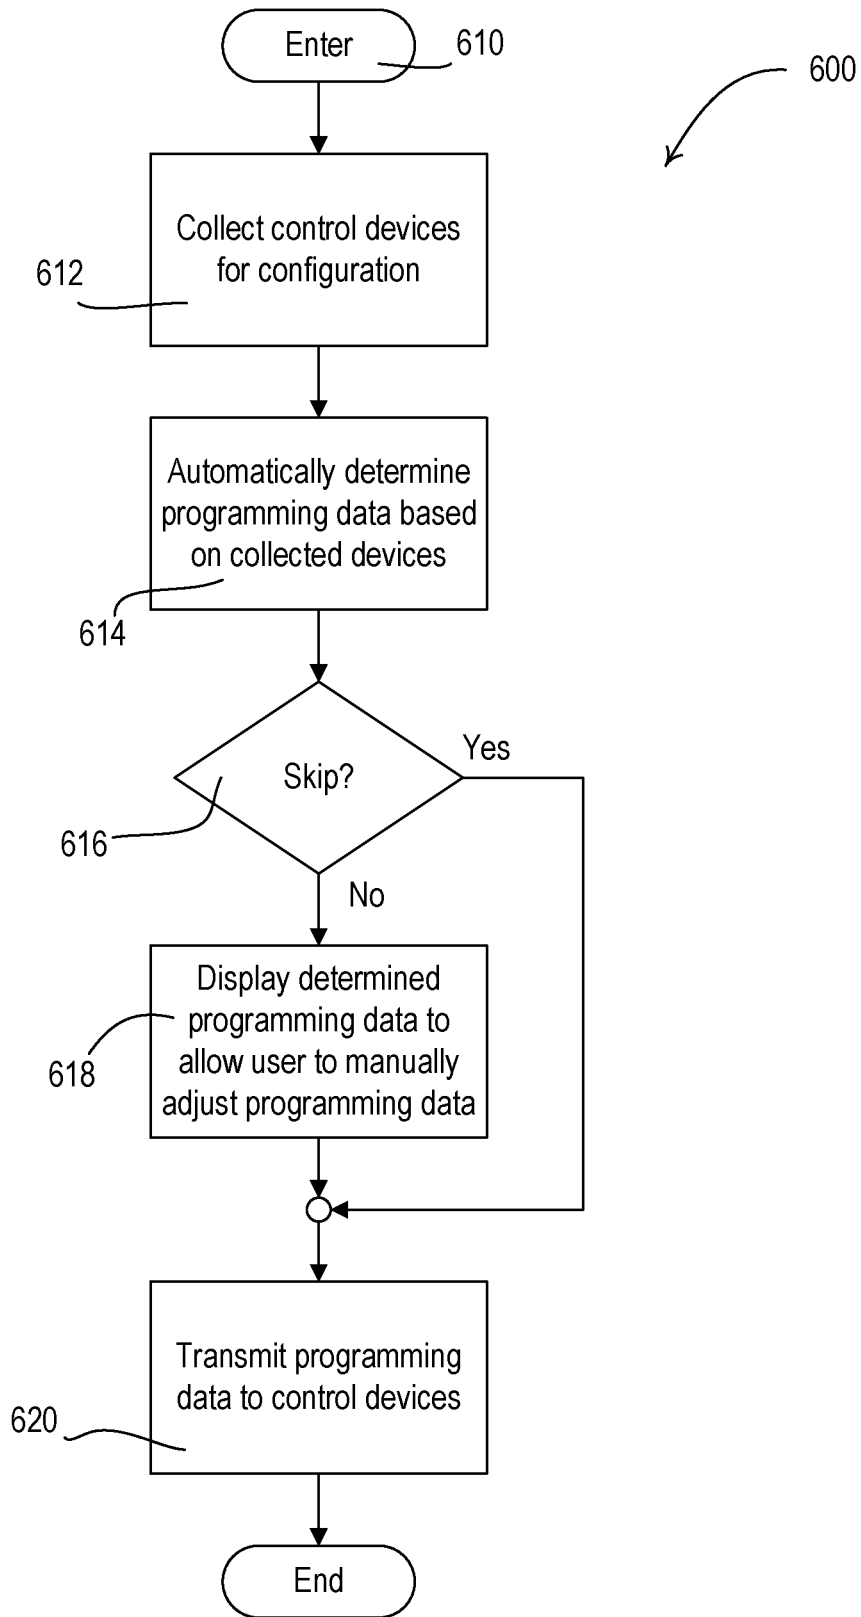 Enter
610
600
Collect control devices
for configuration
612
Automatically determine
programming data based
on collected devices
614
Skip?
Yes
616
No
Display determined
programming data to
allow user to manually
adjust programming data
618
Transmit programming
data to control devices
620
End